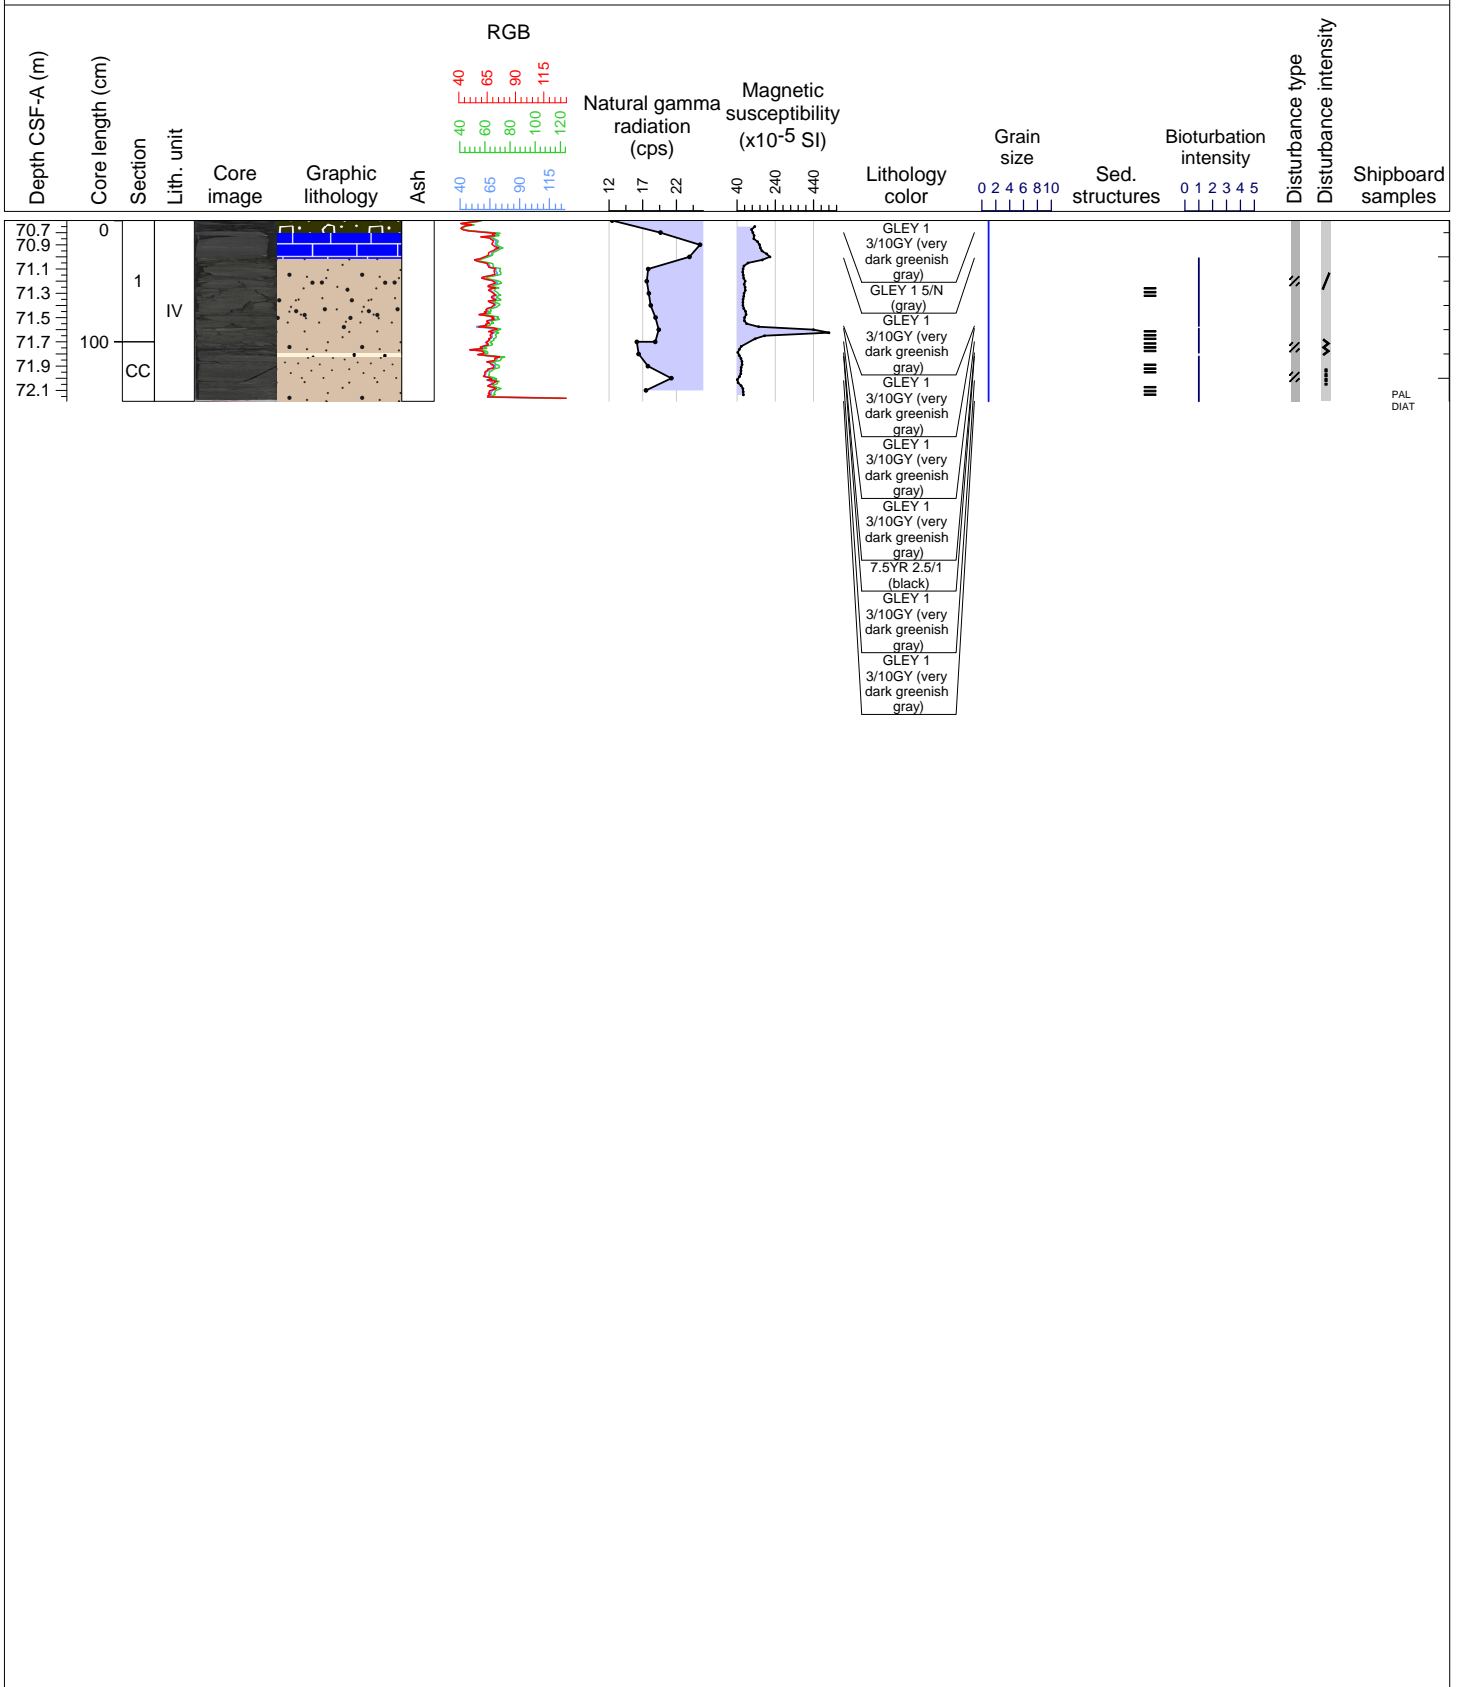 RGB
40 65 90 115
40 60 80 100 120
40 65 90 115
Depth CSF-A (m)
Core length (cm)
Section
Lith. unit
Core
image
Graphic
lithology
Ash
Natural gamma
radiation
(cps)
12 17 22
Magnetic
susceptibility
(x10-5 SI)
40 240 440
Lithology
color
Grain
size
0 2 4 6 8 10
Sed.
structures
Bioturbation
intensity
0 1 2 3 4 5
Disturbance type
Disturbance intensity
Shipboard
samples
70.7
70.9
71.1
71.3
71.5
71.7
71.9
72.1
0
100
1
CC
IV
GLEY 1
3/10GY (very
dark greenish
gray)
GLEY 1 5/N
(gray)
GLEY 1
3/10GY (very
dark greenish
gray)
GLEY 1
3/10GY (very
dark greenish
gray)
GLEY 1
3/10GY (very
dark greenish
gray)
GLEY 1
3/10GY (very
dark greenish
gray)
7.5YR 2.5/1
(black)
GLEY 1
3/10GY (very
dark greenish
gray)
GLEY 1
3/10GY (very
dark greenish
gray)
PAL
DIAT